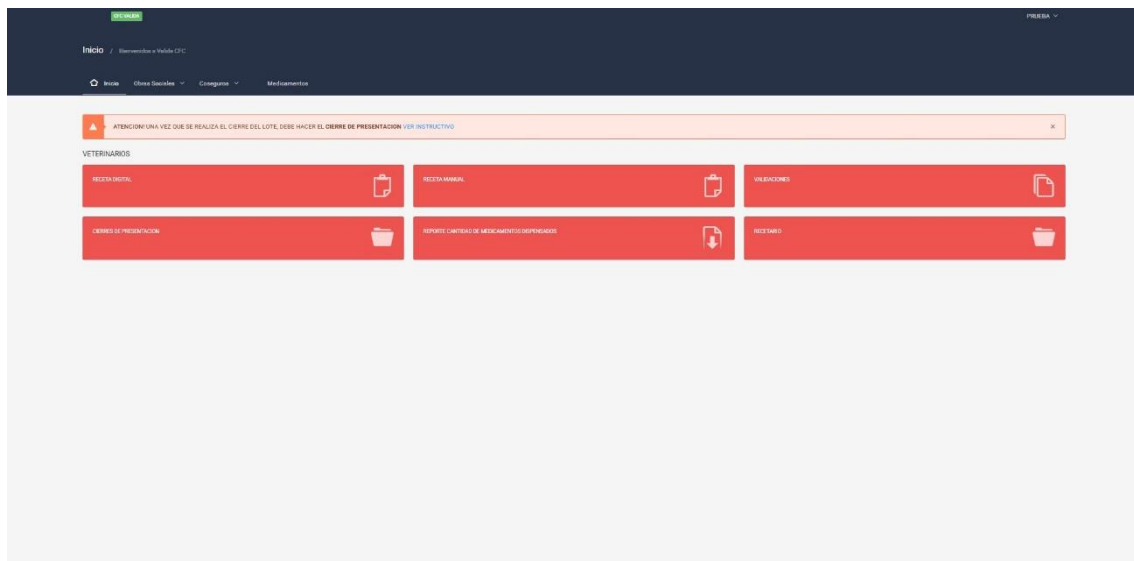 CFC VALIDA
PRUEBA
Inicio / Bienvenidos a Valida CFC
Inicio Obras Sociales Coseguros Medicamentos
ATENCION! UNA VEZ QUE SE REALIZA EL CIERRE DEL LOTE, DEBE HACER EL CIERRE DE PRESENTACION VER INSTRUCTIVO ×
VETERINARIOS
RECETA DIGITAL
RECETA MANUAL
VALIDACIONES
CIERRES DE PRESENTACION
REPORTE CANTIDAD DE MEDICAMENTOS DISPENSADOS
RECETARIO